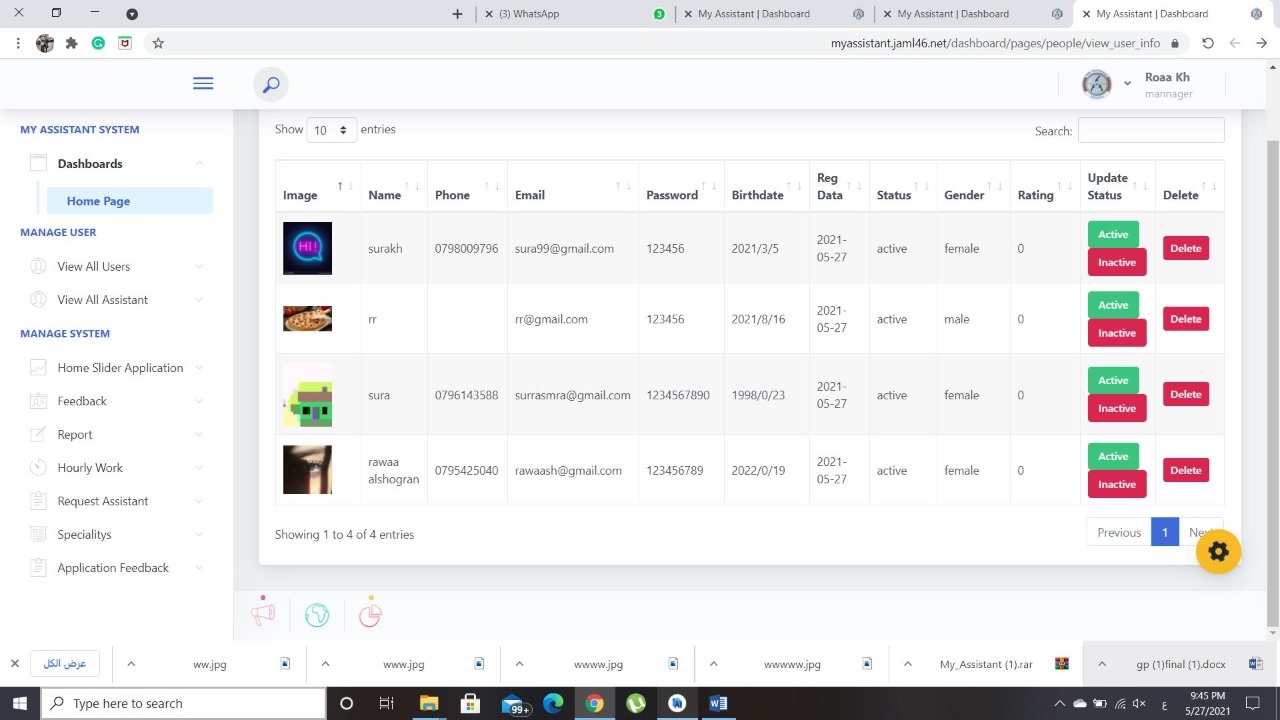 (3) WhatsApp
3
My Assistant | Dashboard
My Assistant | Dashboard
My Assistant | Dashboard
myassistant.jaml46.net/dashboard/pages/people/view_user_info
Roaa Kh
mannager
MY ASSISTANT SYSTEM
Dashboards
Home Page
MANAGE USER
View All Users
View All Assistant
MANAGE SYSTEM
Home Slider Application
Feedback
Report
Hourly Work
Request Assistant
Specialitys
Application Feedback
Show 10 entries
Search:
Image Name Phone Email Password Birthdate Reg Data Status Gender Rating Update Status Delete
HI! surakh 0798009796 sura99@gmail.com 123456 2021/3/5 2021-05-27 active female 0 Active Inactive Delete
rr rr@gmail.com 123456 2021/8/16 2021-05-27 active male 0 Active Inactive Delete
sura 0796143588 surrasmra@gmail.com 1234567890 1998/0/23 2021-05-27 active female 0 Active Inactive Delete
rawaa alshogran 0795425040 rawaash@gmail.com 123456789 2022/0/19 2021-05-27 active female 0 Active Inactive Delete
Showing 1 to 4 of 4 entries
Previous 1
عرض الكل
ww.jpg
www.jpg
wwww.jpg
wwwww.jpg
My_Assistant (1).rar
gp (1)final (1).docx
Type here to search
99+
ع
9:45 PM
5/27/2021